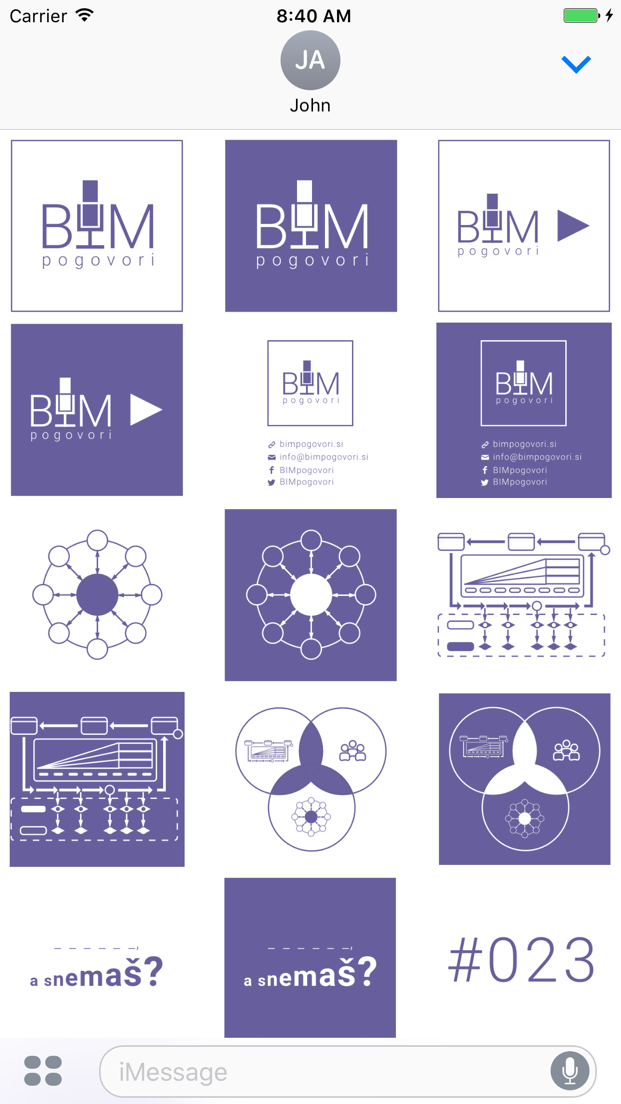 Carrier
8:40 AM
JA
John
BIM
pogovori
BIM
pogovori
BIM
pogovori
BIM
pogovori
BIM
pogovori
bimpogovori.si
info@bimpogovori.si
BIMpogovori
BIMpogovori
BIM
pogovori
bimpogovori.si
info@bimpogovori.si
BIMpogovori
BIMpogovori
_ _ _ _ _ _,
a snemaš?
_ _ _ _ _ _,
a snemaš?
#023
iMessage